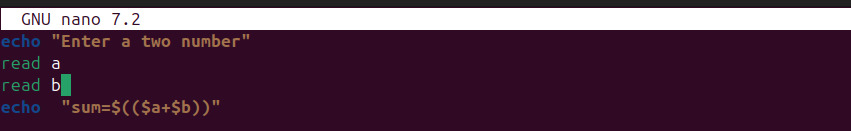 GNU nano 7.2
echo "Enter a two number"
read a
read b
echo  "sum=$(($a+$b))"